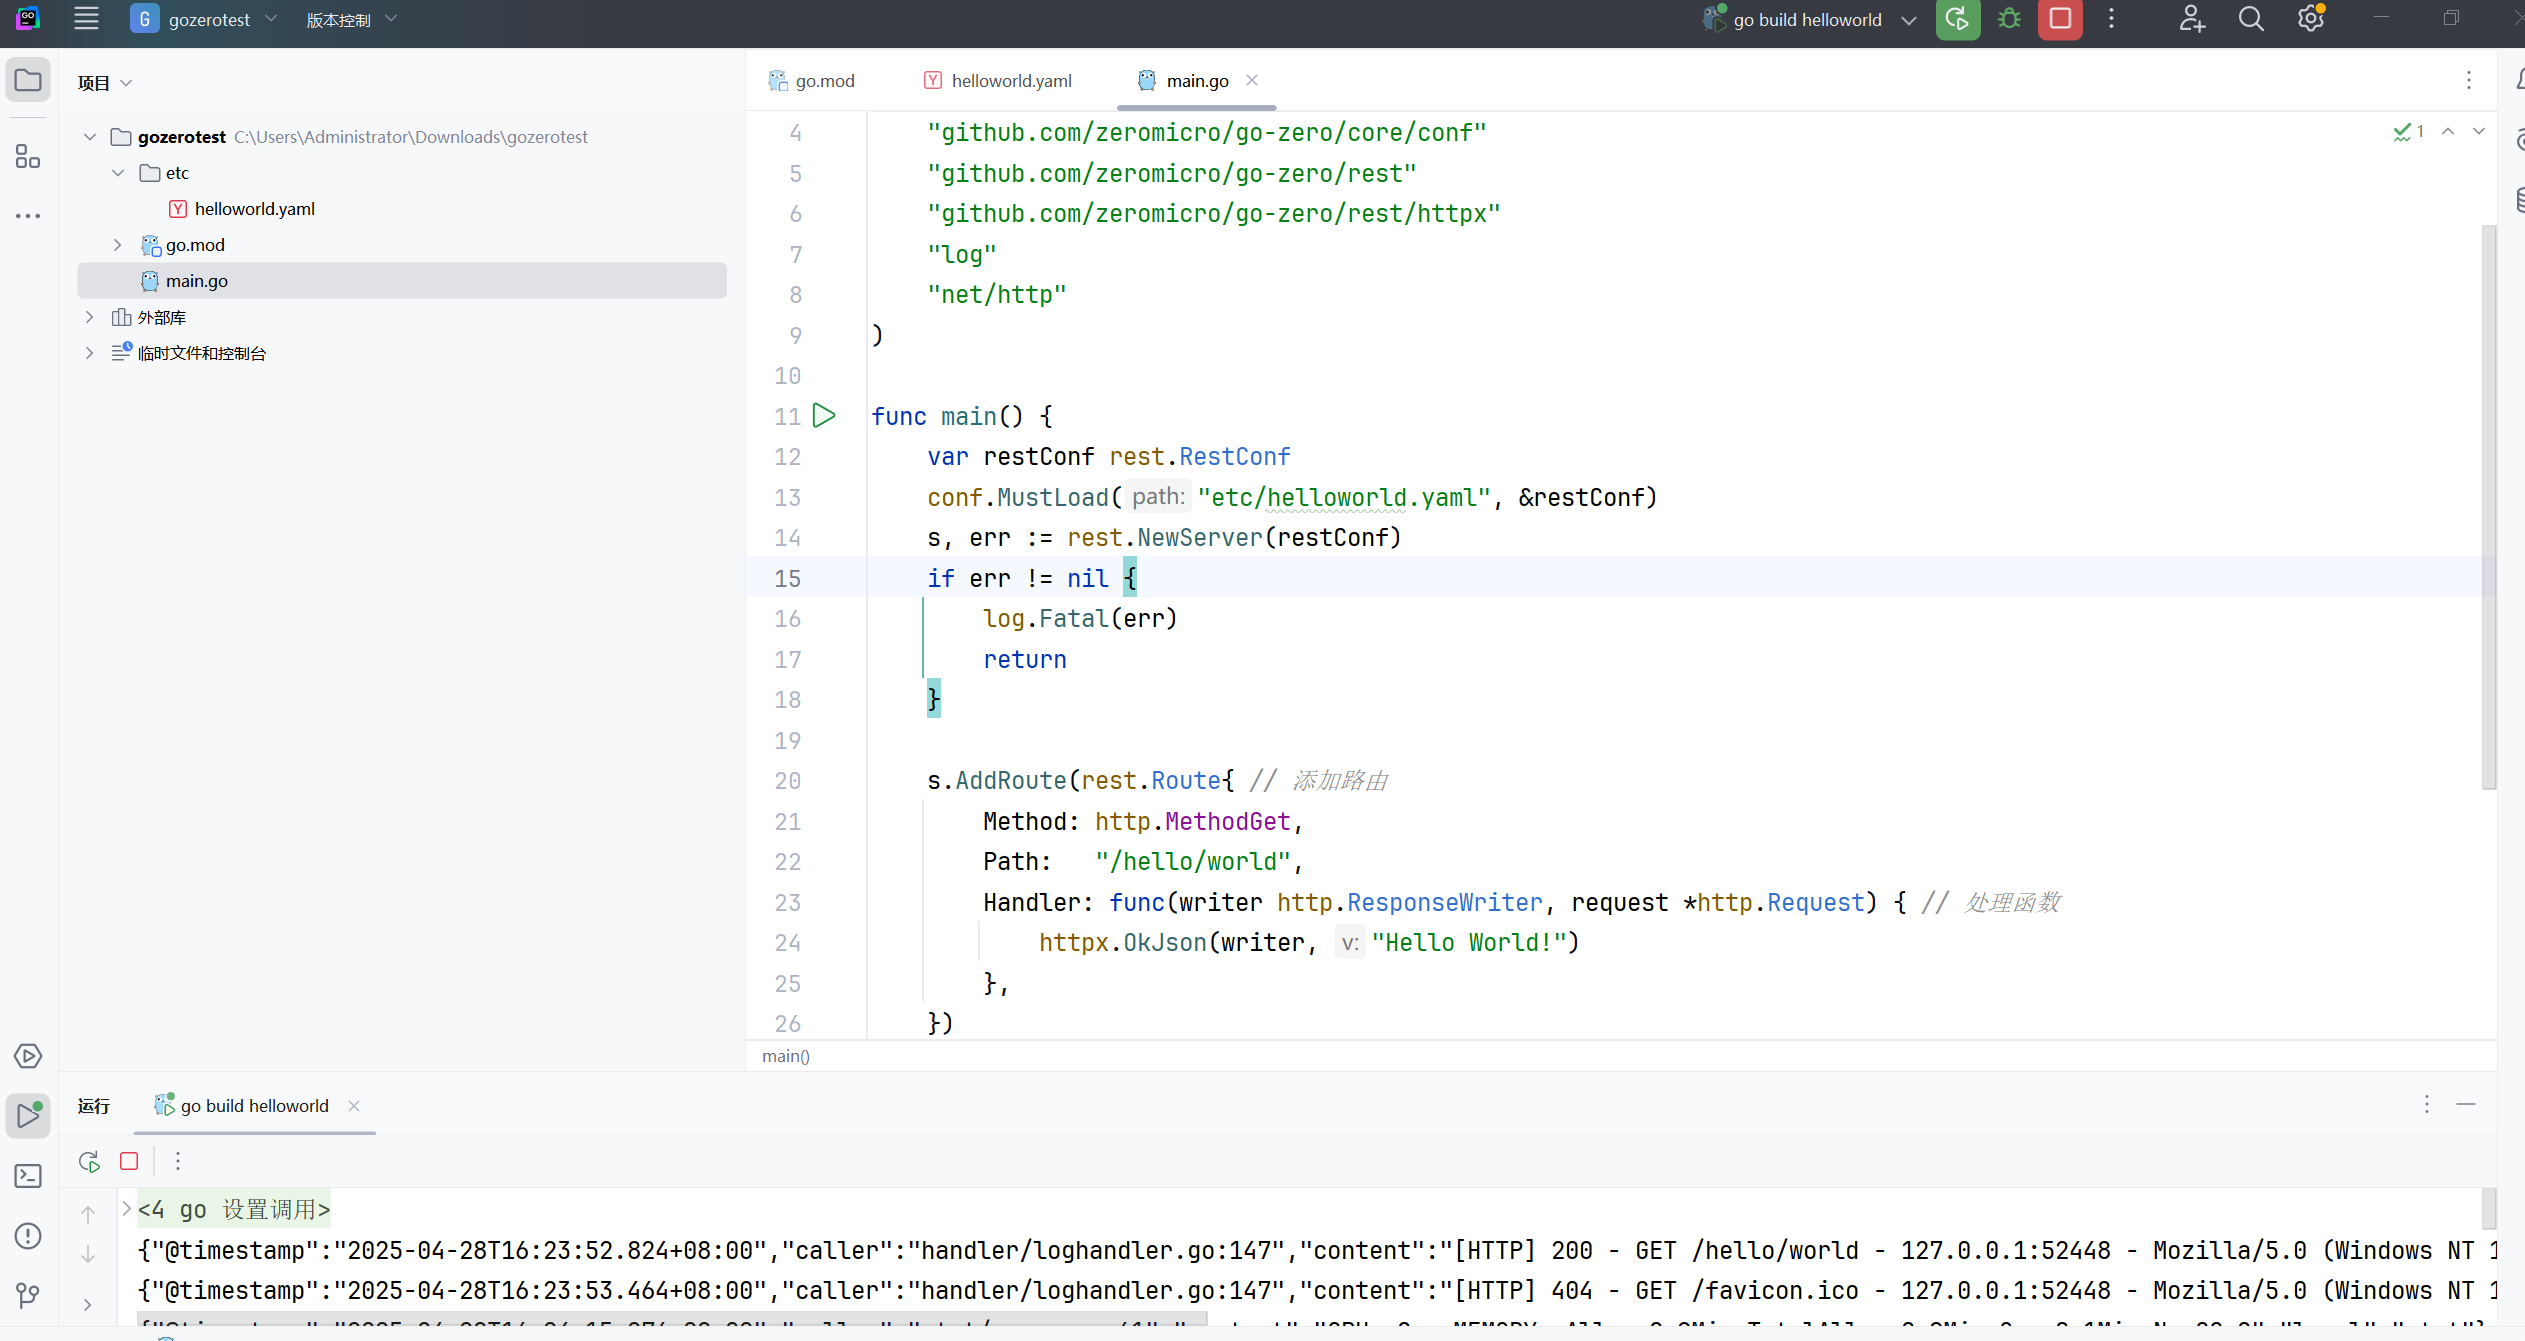 G gozerotest 版本控制 go build helloworld
项目
gozerotest C:\Users\Administrator\Downloads\gozerotest
etc
helloworld.yaml
go.mod
main.go
外部库
临时文件和控制台
go.mod helloworld.yaml main.go
1
4 "github.com/zeromicro/go-zero/core/conf"
5 "github.com/zeromicro/go-zero/rest"
6 "github.com/zeromicro/go-zero/rest/httpx"
7 "log"
8 "net/http"
9 )
10
11 func main() {
12 var restConf rest.RestConf
13 conf.MustLoad( path: "etc/helloworld.yaml", &restConf)
14 s, err := rest.NewServer(restConf)
15 if err != nil {
16 log.Fatal(err)
17 return
18 }
19
20 s.AddRoute(rest.Route{ // 添加路由
21 Method: http.MethodGet,
22 Path: "/hello/world",
23 Handler: func(writer http.ResponseWriter, request *http.Request) { // 处理函数
24 httpx.OkJson(writer, v: "Hello World!")
25 },
26 })
main()
运行 go build helloworld
<4 go 设置调用>
{"@timestamp":"2025-04-28T16:23:52.824+08:00","caller":"handler/loghandler.go:147","content":"[HTTP] 200 - GET /hello/world - 127.0.0.1:52448 - Mozilla/5.0 (Windows NT 1
{"@timestamp":"2025-04-28T16:23:53.464+08:00","caller":"handler/loghandler.go:147","content":"[HTTP] 404 - GET /favicon.ico - 127.0.0.1:52448 - Mozilla/5.0 (Windows NT 1